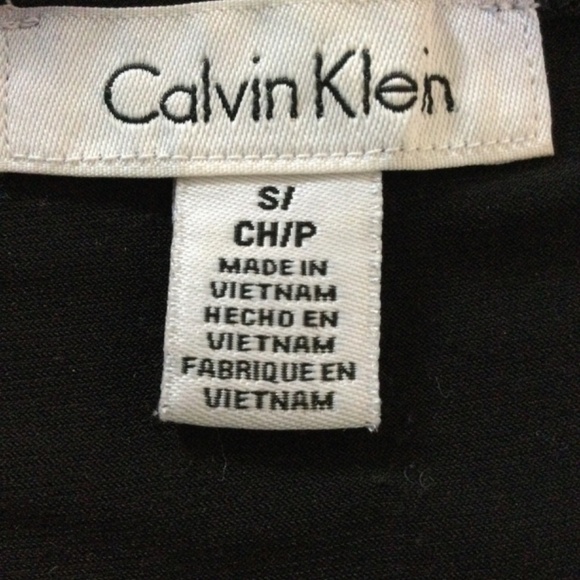 Calvin Klein
S/
CH/P
MADE IN
VIETNAM
HECHO EN
VIETNAM
FABRIQUE EN
VIETNAM